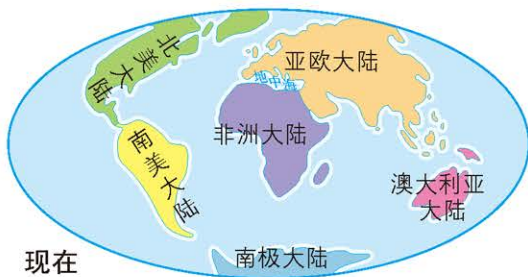 北美大陆
亚欧大陆
地中海
非洲大陆
南美大陆
澳大利亚
大陆
南极大陆
现在